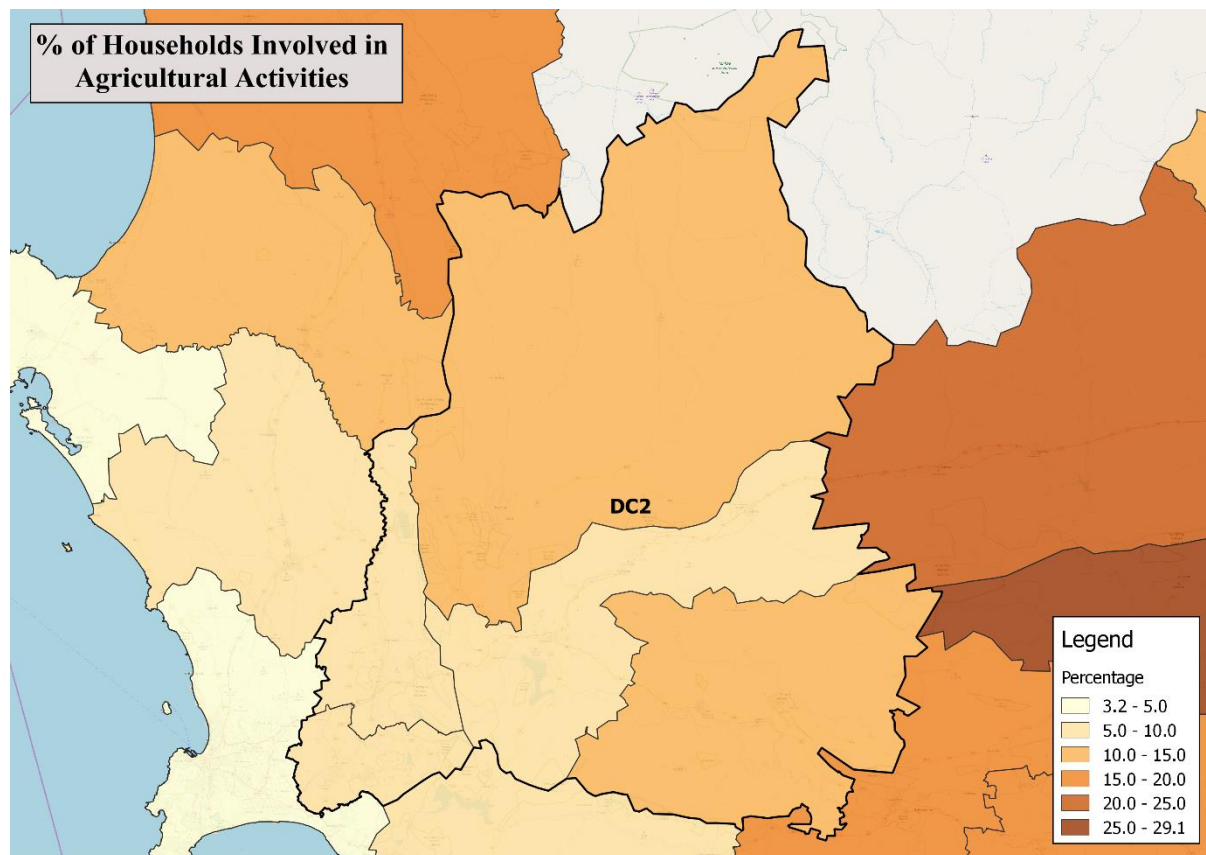 % of Households Involved in
Agricultural Activities
DC2
Legend
Percentage
3.2 - 5.0
5.0 - 10.0
10.0 - 15.0
15.0 - 20.0
20.0 - 25.0
25.0 - 29.1